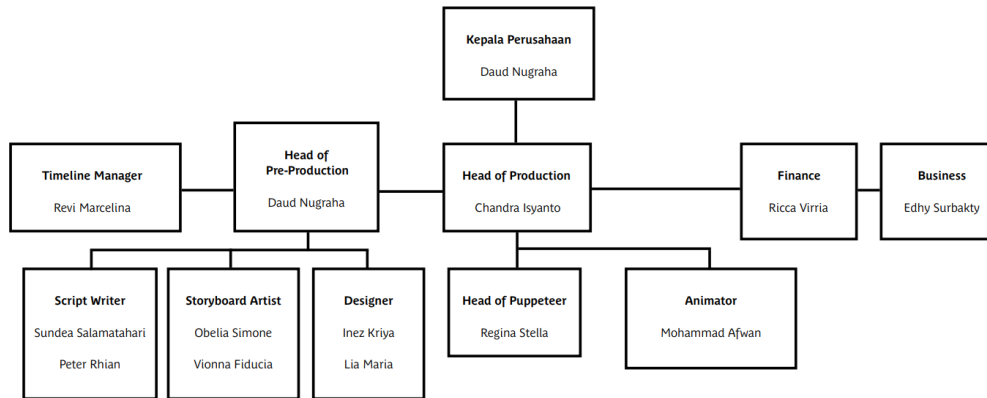 Kepala Perusahaan
Daud Nugraha
Timeline Manager
Revi Marcelina
Head of
Pre-Production
Daud Nugraha
Head of Production
Chandra Isyanto
Finance
Ricca Virria
Business
Edhy Surbakty
Script Writer
Sundea Salamatahari
Peter Rhian
Storyboard Artist
Obelia Simone
Vionna Fiducia
Designer
Inez Kriya
Lia Maria
Head of Puppeteer
Regina Stella
Animator
Mohammad Afwan